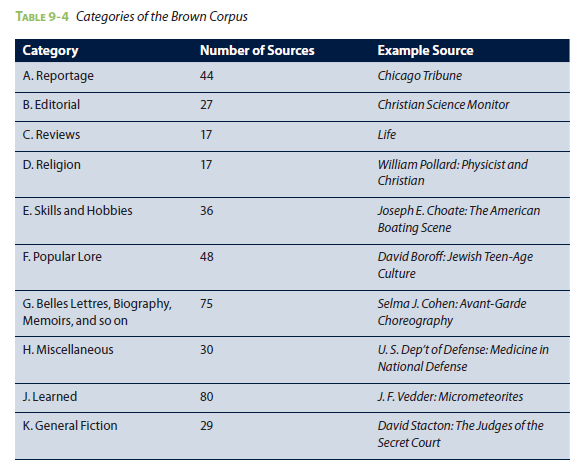 TABLE 9-4 Categories of the Brown Corpus
Category Number of Sources Example Source
A. Reportage 44 Chicago Tribune
B. Editorial 27 Christian Science Monitor
C. Reviews 17 Life
D. Religion 17 William Pollard: Physicist and
Christian
E. Skills and Hobbies 36 Joseph E. Choate: The American
Boating Scene
F. Popular Lore 48 David Boroff: Jewish Teen-Age
Culture
G. Belles Lettres, Biography, 75 Selma J. Cohen: Avant-Garde
Memoirs, and so on Choreography
H. Miscellaneous 30 U. S. Dep't of Defense: Medicine in
National Defense
J. Learned 80 J. F. Vedder: Micrometeorites
K. General Fiction 29 David Stacton: The Judges of the
Secret Court